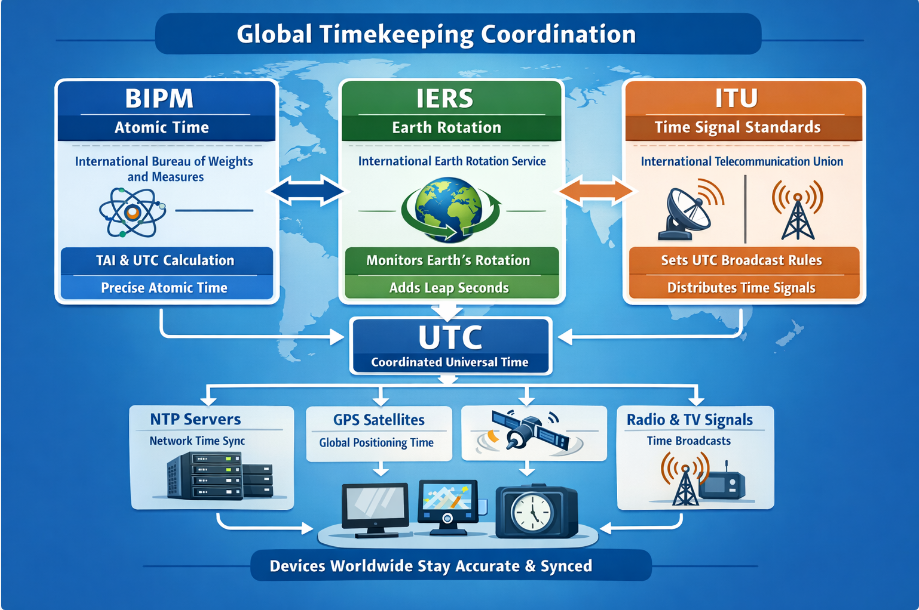 Global Timekeeping Coordination
BIPM
Atomic Time
International Bureau of Weights
and Measures
TAI & UTC Calculation
Precise Atomic Time
IERS
Earth Rotation
International Earth Rotation Service
Monitors Earth's Rotation
Adds Leap Seconds
ITU
Time Signal Standards
International Telecommunication Union
Sets UTC Broadcast Rules
Distributes Time Signals
UTC
Coordinated Universal Time
NTP Servers
Network Time Sync
GPS Satellites
Global Positioning Time
Radio & TV Signals
Time Broadcasts
Devices Worldwide Stay Accurate & Synced